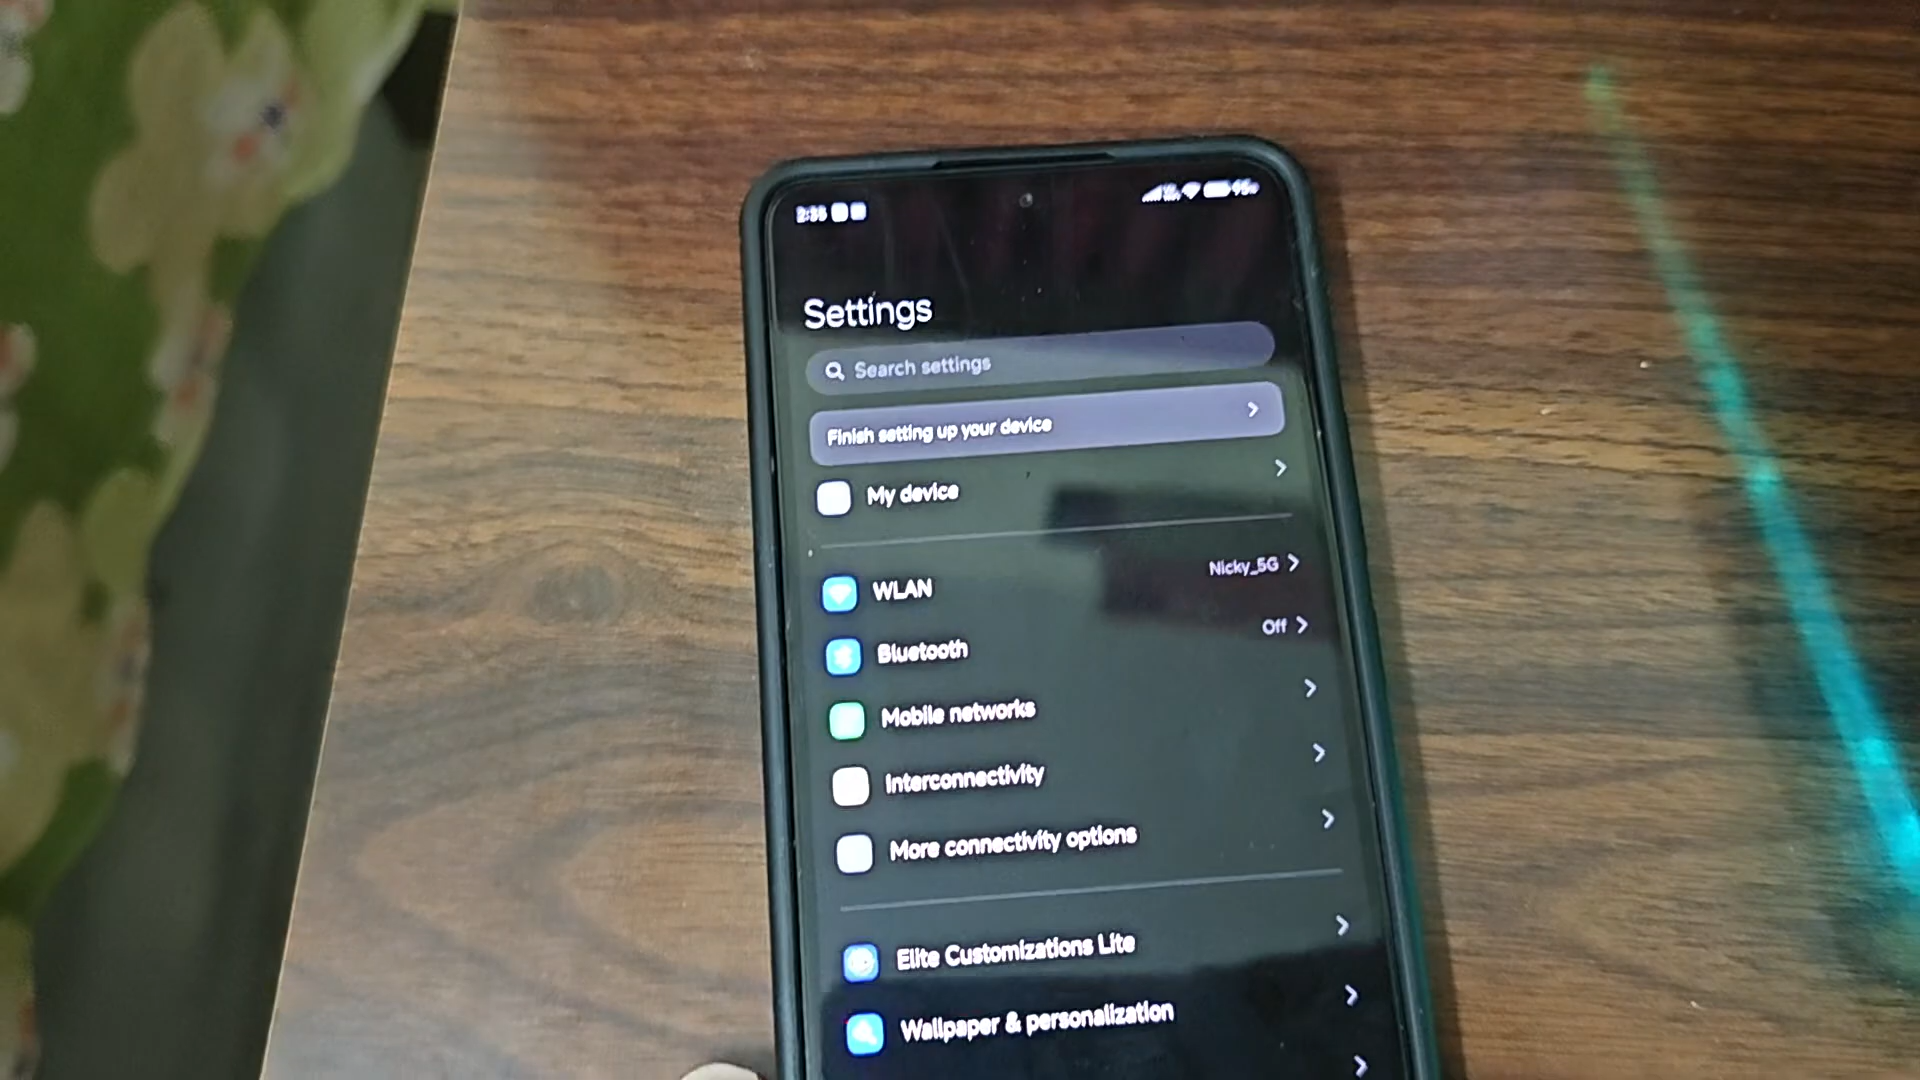 Settings
Search settings
Finish setting up your device
My device
WLAN Nicky_5G
Bluetooth Off
Mobile networks
Interconnectivity
More connectivity options
Elite Customizations Lite
Wallpaper & personalization